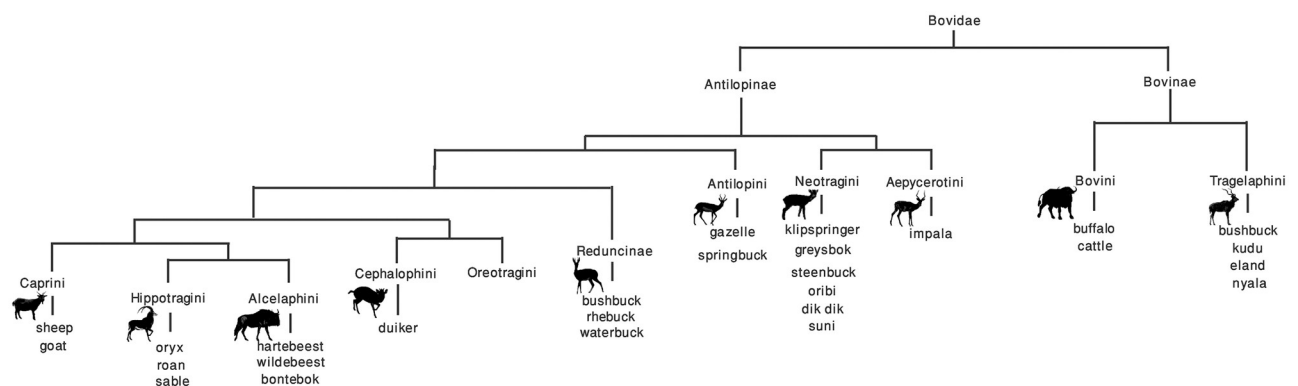 Bovidae
Antilopinae
Bovinae
Caprini
sheep
goat
Hippotragini
oryx
roan
sable
Alcelaphini
hartebeest
wildebeest
bontebok
Cephalophini
duiker
Oreotragini
Reduncinae
bushbuck
rhebuck
waterbuck
Antilopini
gazelle
springbuck
Neotragini
klipspringer
greysbok
steenbuck
oribi
dik dik
suni
Aepycerotini
impala
Bovini
buffalo
cattle
Tragelaphini
bushbuck
kudu
eland
nyala